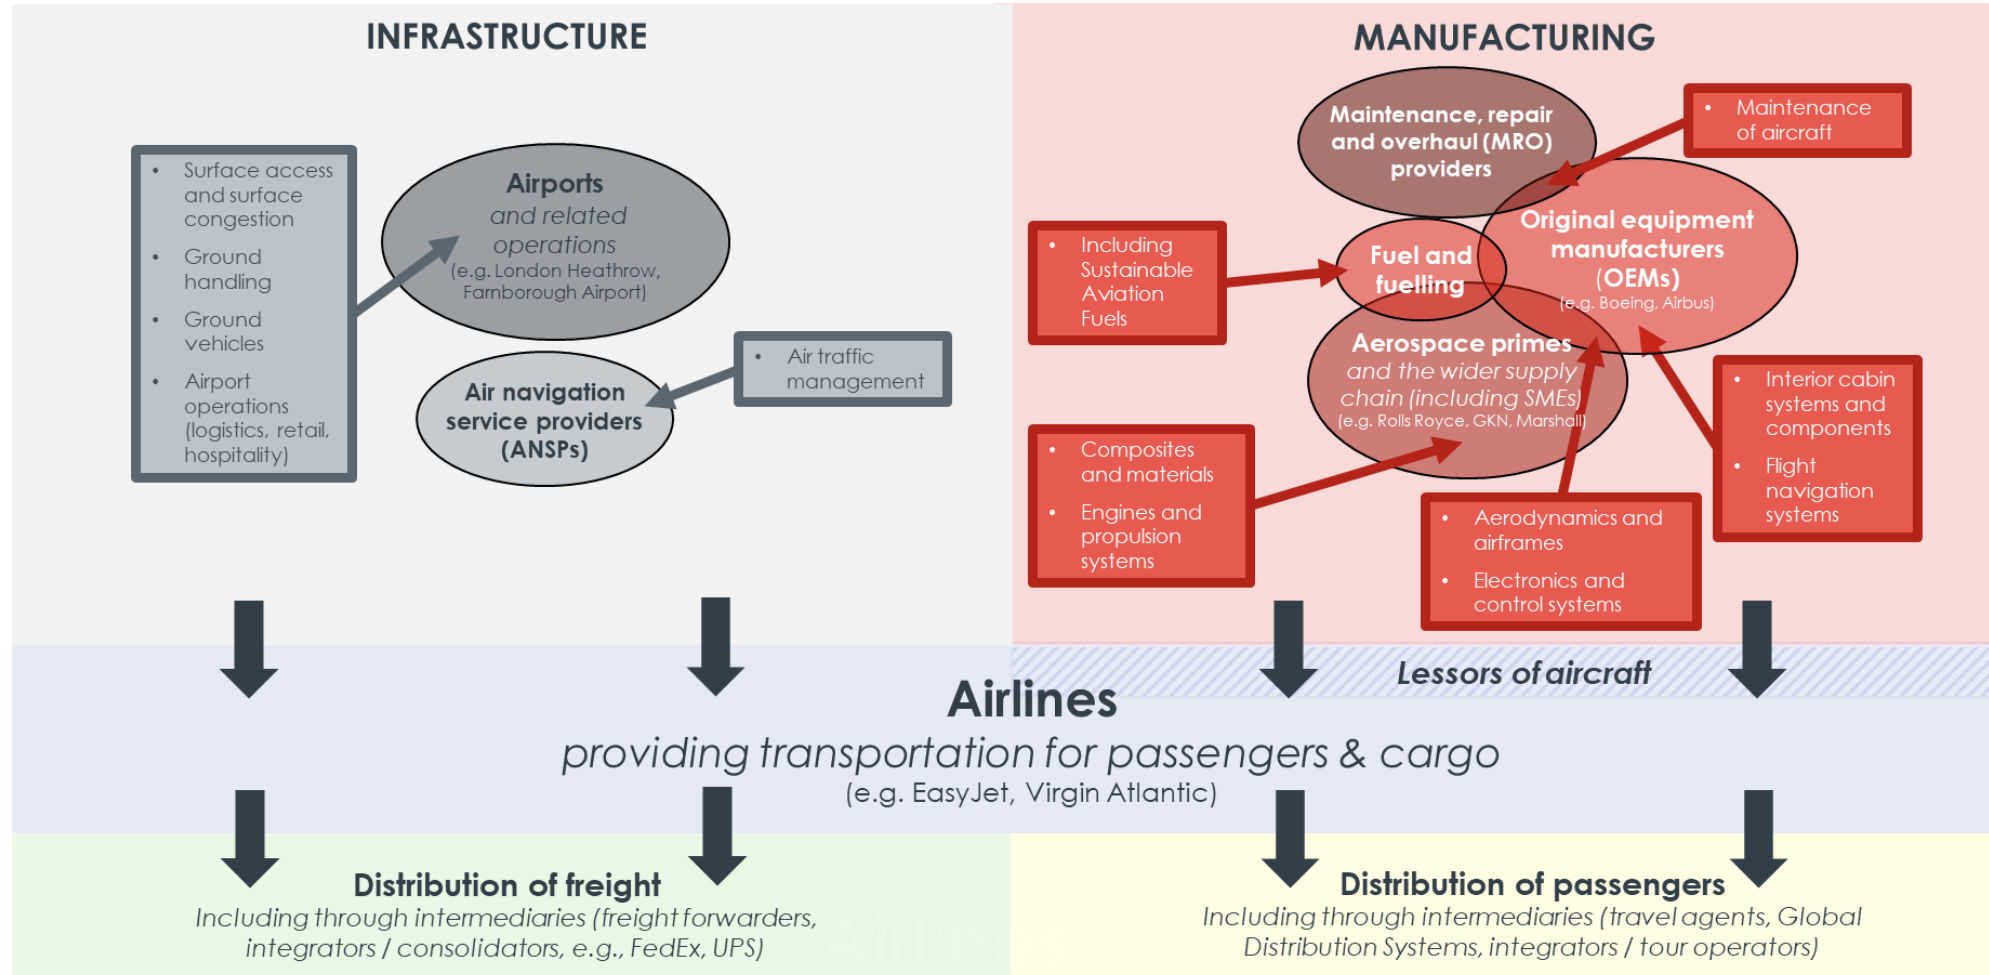 INFRASTRUCTURE
• Surface access
and surface
congestion
• Ground
handling
• Ground
vehicles
• Airport
operations
(logistics, retail,
hospitality)
Airports
and related
operations
(e.g. London Heathrow,
Farnborough Airport)
Air navigation
service providers
(ANSPs)
• Air traffic
management
MANUFACTURING
Maintenance, repair
and overhaul (MRO)
providers
• Maintenance
of aircraft
Original equipment
manufacturers
(OEMs)
(e.g. Boeing, Airbus)
• Including
Sustainable
Aviation
Fuels
Fuel and
fuelling
Aerospace primes
and the wider supply
chain (including SMEs)
(e.g. Rolls Royce, GKN, Marshall)
• Composites
and materials
• Engines and
propulsion
systems
• Aerodynamics and
airframes
• Electronics and
control systems
• Interior cabin
systems and
components
• Flight
navigation
systems
Lessors of aircraft
Airlines
providing transportation for passengers & cargo
(e.g. EasyJet, Virgin Atlantic)
Distribution of freight
Including through intermediaries (freight forwarders,
integrators / consolidators, e.g., FedEx, UPS)
Airlines
Distribution of passengers
Including through intermediaries (travel agents, Global
Distribution Systems, integrators / tour operators)